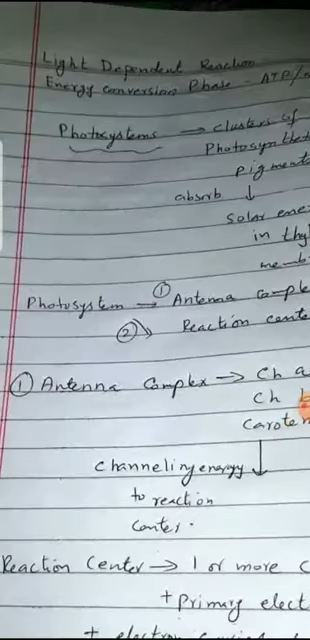 Light Dependent Reaction
Energy conversion Phase - ATP/
Photosystems → clusters of
Photosynthet
pigment
absorb ↓
Solar ene
in thy
memb
Photosystem → ① Antenna Comple
② Reaction cente
① Antenna Complex → Ch a
Ch b
Caroten
Channeling energy ↓
to reaction
Center.
Reaction Center → 1 or more C
+ Primary elect
+ electron